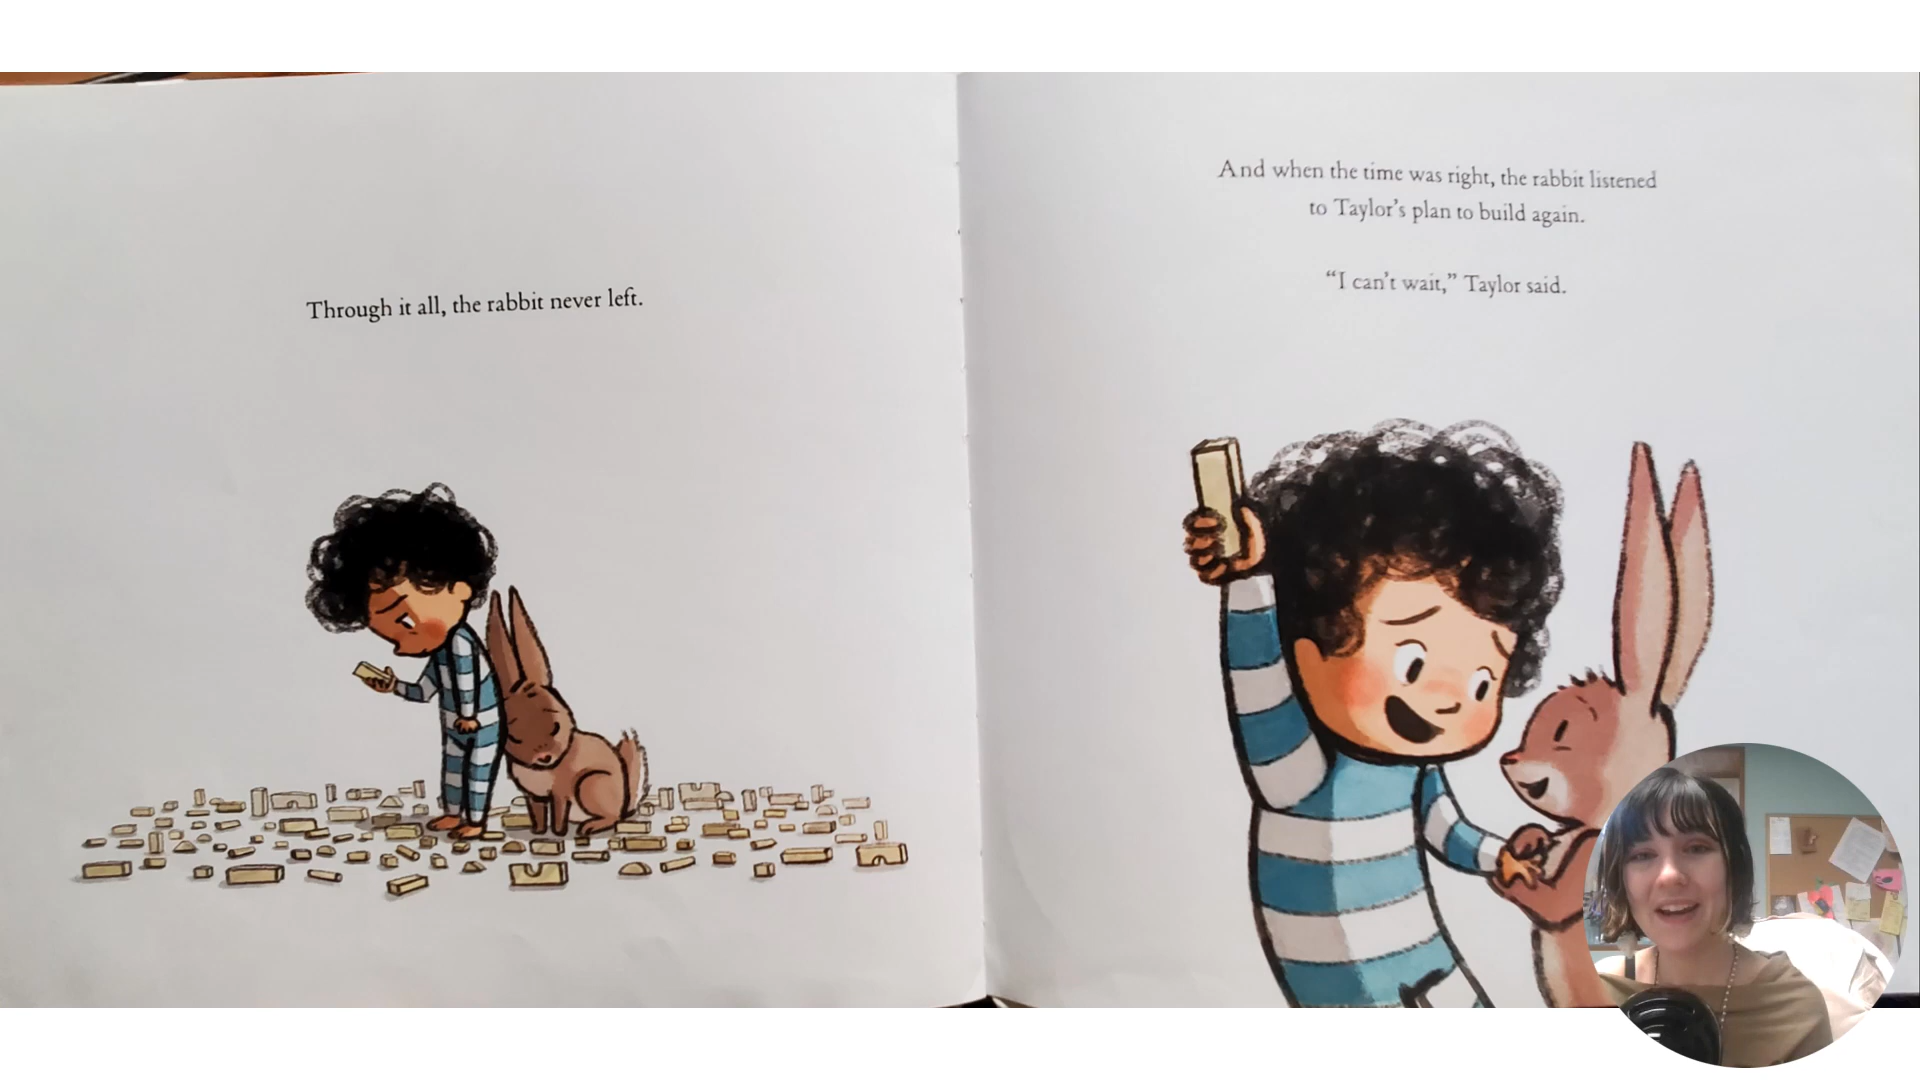 Through it all, the rabbit never left.
And when the time was right, the rabbit listened
to Taylor’s plan to build again.
“I can’t wait,” Taylor said.